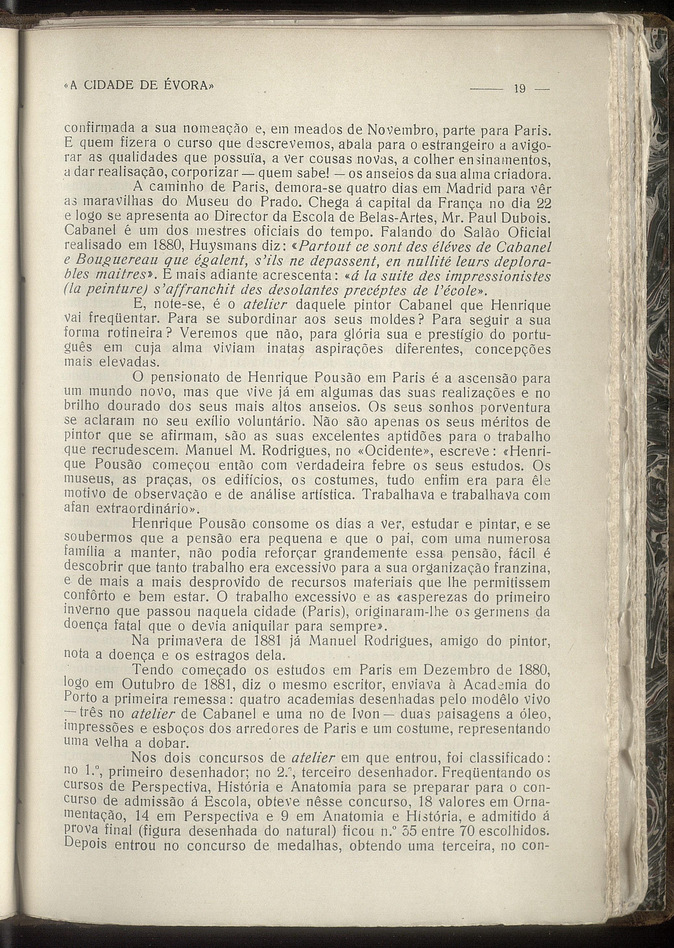 «A CIDADE DE ÉVORA» —— 19 —
confirmada a sua nomeação e, em meados de Novembro, parte para Paris.
E quem fizera o curso que descrevemos, abala para o estrangeiro a avigo-
rar as qualidades que possuía, a ver cousas novas, a colher ensinamentos,
a dar realisação, corporizar — quem sabe! — os anseios da sua alma criadora.
A caminho de Paris, demora-se quatro dias em Madrid para vêr
as maravilhas do Museu do Prado. Chega á capital da França no dia 22
e logo se apresenta ao Director da Escola de Belas-Artes, Mr. Paul Dubois.
Cabanel é um dos mestres oficiais do tempo. Falando do Salão Oficial
realisado em 1880, Huysmans diz: «Partout ce sont des éléves de Cabanel
e Bouguereau que égalent, s'ils ne depassent, en nullité leurs deplora-
bles maitres». E mais adiante acrescenta: «á la suite des impressionistes
(la peinture) s'affranchit des desolantes precéptes de l'école».
E, note-se, é o atelier daquele pintor Cabanel que Henrique
vai freqüentar. Para se subordinar aos seus moldes? Para seguir a sua
forma rotineira? Veremos que não, para glória sua e prestígio do portu-
guês em cuja alma viviam inatas aspirações diferentes, concepções
mais elevadas.
O pensionato de Henrique Pousão em Paris é a ascensão para
um mundo novo, mas que vive já em algumas das suas realizações e no
brilho dourado dos seus mais altos anseios. Os seus sonhos porventura
se aclaram no seu exílio voluntário. Não são apenas os seus méritos de
pintor que se afirmam, são as suas excelentes aptidões para o trabalho
que recrudescem. Manuel M. Rodrigues, no «Ocidente», escreve: «Henri-
que Pousão começou então com verdadeira febre os seus estudos. Os
museus, as praças, os edifícios, os costumes, tudo enfim era para êle
motivo de observação e de análise artística. Trabalhava e trabalhava com
afan extraordinário».
Henrique Pousão consome os dias a ver, estudar e pintar, e se
soubermos que a pensão era pequena e que o pai, com uma numerosa
família a manter, não podia reforçar grandemente essa pensão, fácil é
descobrir que tanto trabalho era excessivo para a sua organização franzina,
e de mais a mais desprovido de recursos materiais que lhe permitissem
confôrto e bem estar. O trabalho excessivo e as «asperezas do primeiro
inverno que passou naquela cidade (Paris), originaram-lhe os germens da
doença fatal que o devia aniquilar para sempre».
Na primavera de 1881 já Manuel Rodrigues, amigo do pintor,
nota a doença e os estragos dela.
Tendo começado os estudos em Paris em Dezembro de 1880,
logo em Outubro de 1881, diz o mesmo escritor, enviava à Academia do
Porto a primeira remessa: quatro academias desenhadas pelo modêlo vivo
— três no atelier de Cabanel e uma no de Ivon — duas paisagens a óleo,
impressões e esboços dos arredores de Paris e um costume, representando
uma velha a dobar.
Nos dois concursos de atelier em que entrou, foi classificado:
no 1.º, primeiro desenhador; no 2.º, terceiro desenhador. Freqüentando os
cursos de Perspectiva, História e Anatomia para se preparar para o con-
curso de admissão á Escola, obteve nêsse concurso, 18 valores em Orna-
mentação, 14 em Perspectiva e 9 em Anatomia e História, e admitido á
prova final (figura desenhada do natural) ficou n.º 35 entre 70 escolhidos.
Depois entrou no concurso de medalhas, obtendo uma terceira, no con-